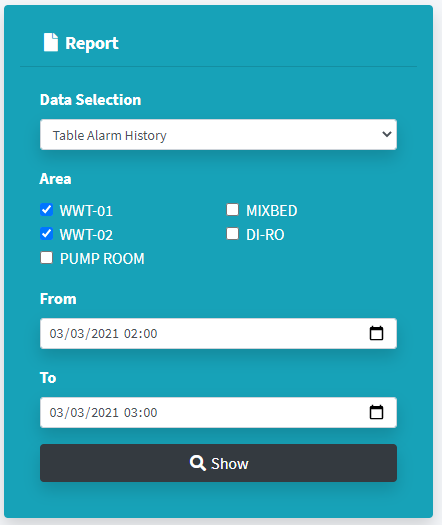 Report
Data Selection
Table Alarm History
Area
WWT-01 MIXBED
WWT-02 DI-RO
PUMP ROOM
From
03/03/2021 02:00
To
03/03/2021 03:00
Show